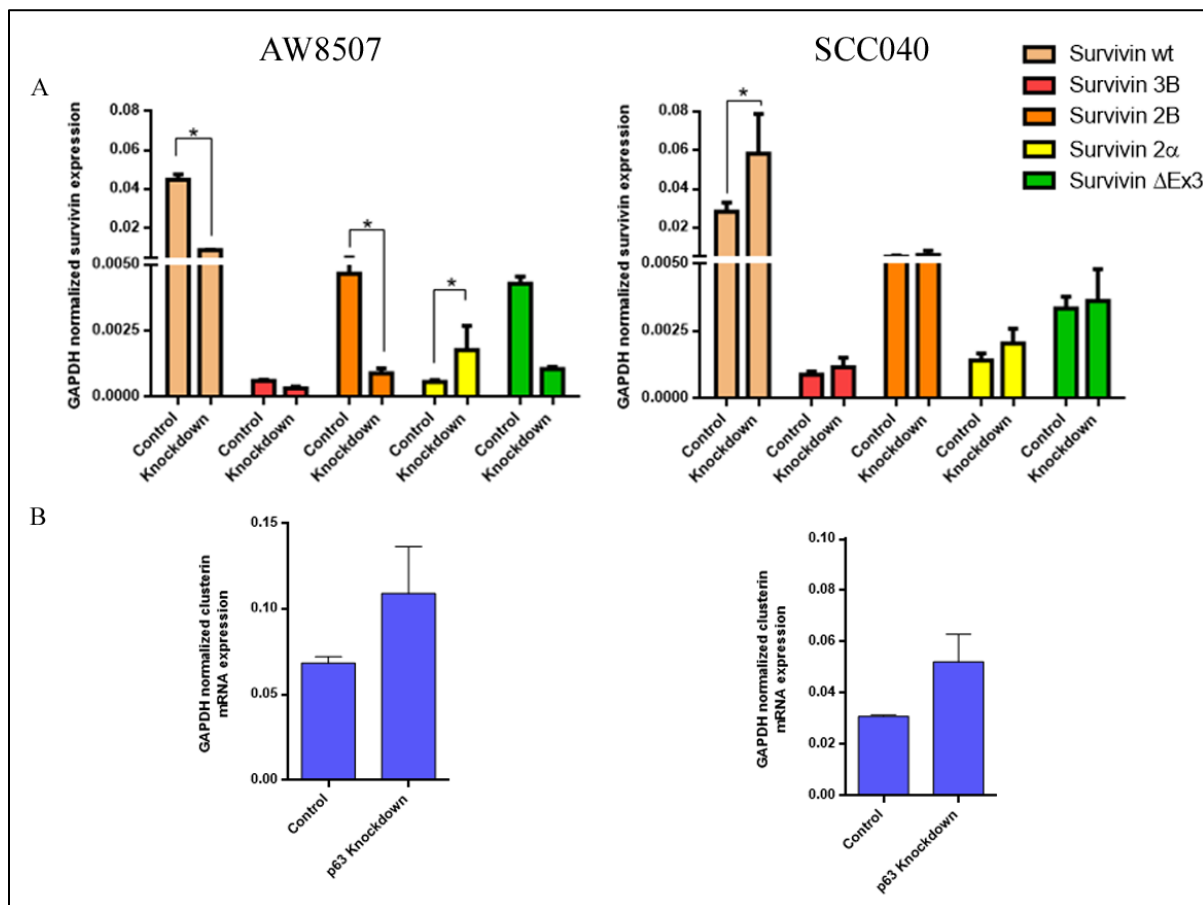 AW8507
SCC040
Survivin wt
Survivin 3B
Survivin 2B
Survivin 2α
Survivin ΔEx3
A
GAPDH normalized survivin expression
0.08
0.06
0.04
0.02
0.0050
0.0025
0.0000
*
*
*
Control
Knockdown
Control
Knockdown
Control
Knockdown
Control
Knockdown
Control
Knockdown
GAPDH normalized survivin expression
0.08
0.06
0.04
0.02
0.0050
0.0025
0.0000
*
Control
Knockdown
Control
Knockdown
Control
Knockdown
Control
Knockdown
Control
Knockdown
B
GAPDH normalized clusterin
mRNA expression
0.15
0.10
0.05
0.00
Control
p63 Knockdown
GAPDH normalized clusterin
mRNA expression
0.10
0.08
0.06
0.04
0.02
0.00
Control
p63 Knockdown